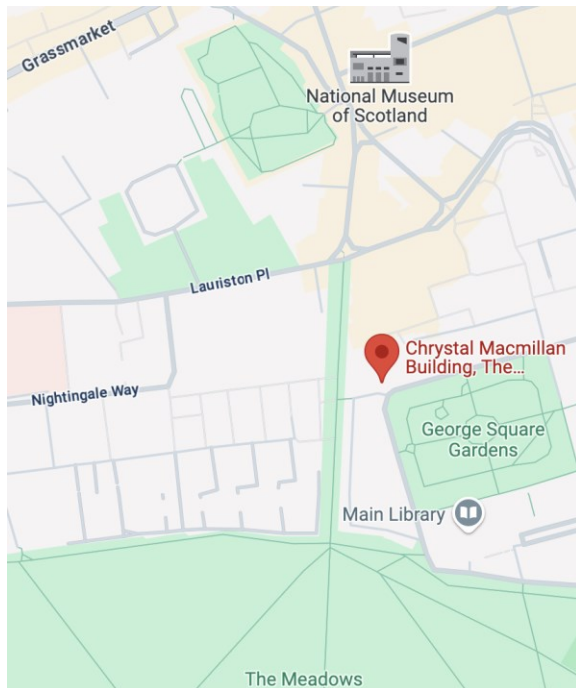 Grassmarket
National Museum
of Scotland
Lauriston Pl
Chrystal Macmillan
Building, The...
Nightingale Way
George Square
Gardens
Main Library
The Meadows